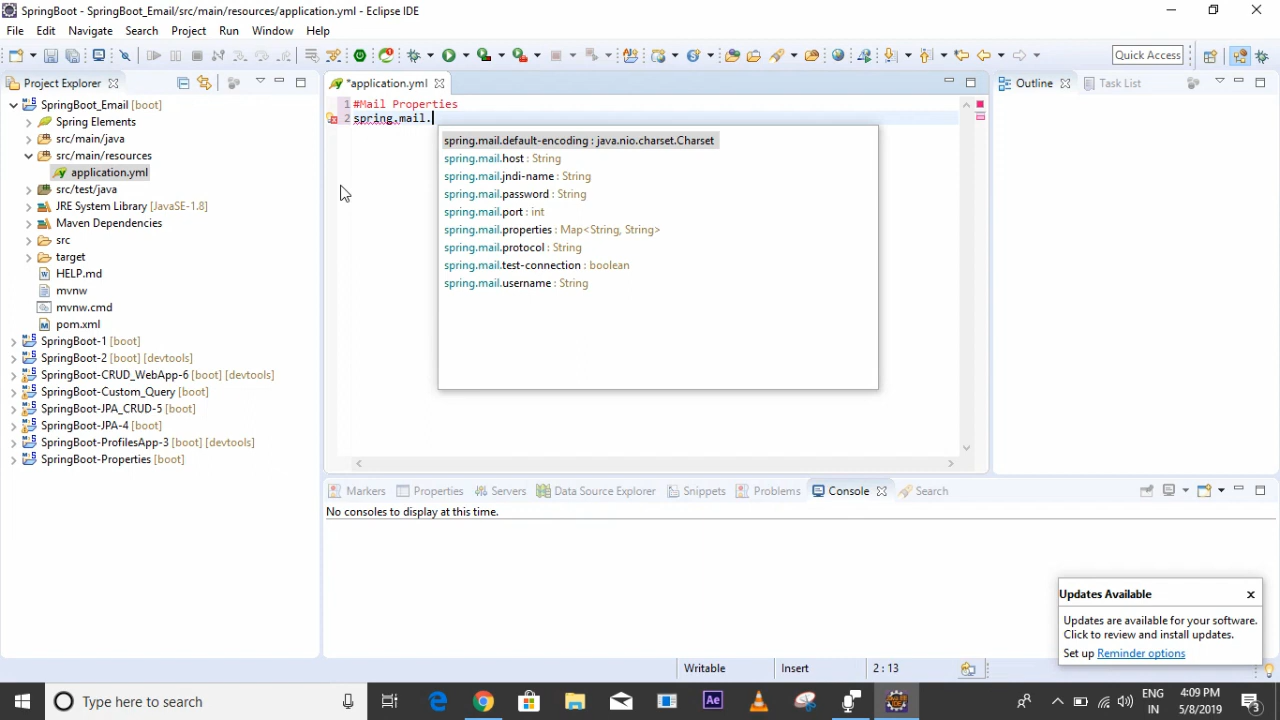 SpringBoot - SpringBoot_Email/src/main/resources/application.yml - Eclipse IDE
File Edit Navigate Search Project Run Window Help
Quick Access
Project Explorer
SpringBoot_Email [boot]
Spring Elements
src/main/java
src/main/resources
application.yml
src/test/java
JRE System Library [JavaSE-1.8]
Maven Dependencies
src
target
HELP.md
mvnw
mvnw.cmd
pom.xml
SpringBoot-1 [boot]
SpringBoot-2 [boot] [devtools]
SpringBoot-CRUD_WebApp-6 [boot] [devtools]
SpringBoot-Custom_Query [boot]
SpringBoot-JPA_CRUD-5 [boot]
SpringBoot-JPA-4 [boot]
SpringBoot-ProfilesApp-3 [boot] [devtools]
SpringBoot-Properties [boot]
*application.yml
1 #Mail Properties
2 spring.mail.
spring.mail.default-encoding : java.nio.charset.Charset
spring.mail.host : String
spring.mail.jndi-name : String
spring.mail.password : String
spring.mail.port : int
spring.mail.properties : Map<String, String>
spring.mail.protocol : String
spring.mail.test-connection : boolean
spring.mail.username : String
Outline Task List
Markers Properties Servers Data Source Explorer Snippets Problems Console Search
No consoles to display at this time.
Updates Available
Updates are available for your software.
Click to review and install updates.
Set up Reminder options
Writable Insert 2 : 13
Type here to search
Ae
ENG
IN
4:09 PM
5/8/2019
3